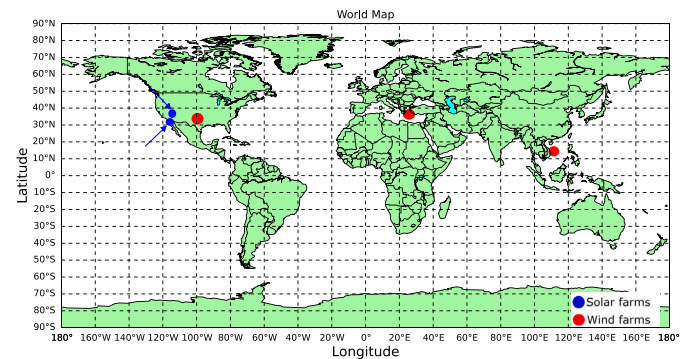 World Map
90°N
80°N
70°N
60°N
50°N
40°N
30°N
20°N
10°N
0°
10°S
20°S
30°S
40°S
50°S
60°S
70°S
80°S
90°S
Latitude
Solar farms
Wind farms
180° 160°W 140°W 120°W 100°W 80°W 60°W 40°W 20°W 0° 20°E 40°E 60°E 80°E 100°E 120°E 140°E 160°E 180°
Longitude